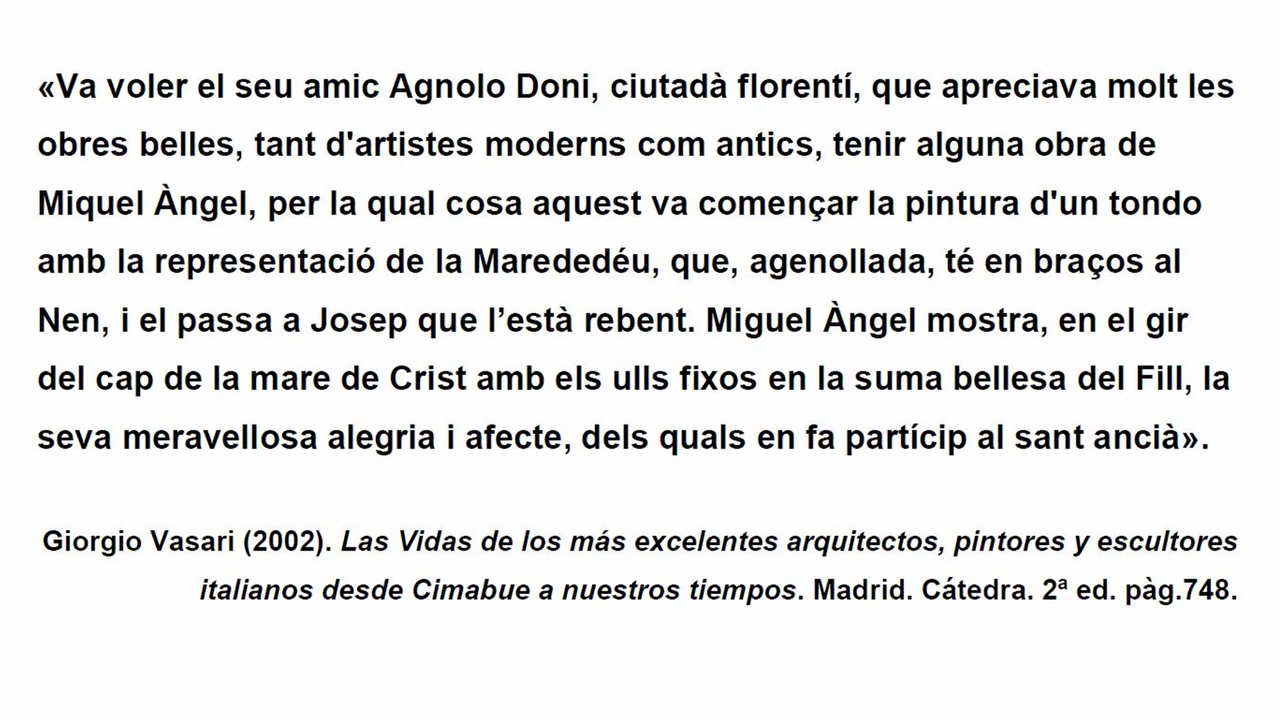 «Va voler el seu amic Agnolo Doni, ciutadà florentí, que apreciava molt les
obres belles, tant d'artistes moderns com antics, tenir alguna obra de
Miquel Àngel, per la qual cosa aquest va començar la pintura d'un tondo
amb la representació de la Marededéu, que, agenollada, té en braços al
Nen, i el passa a Josep que l’està rebent. Miguel Àngel mostra, en el gir
del cap de la mare de Crist amb els ulls fixos en la suma bellesa del Fill, la
seva meravellosa alegria i afecte, dels quals en fa partícip al sant ancià».
Giorgio Vasari (2002). Las Vidas de los más excelentes arquitectos, pintores y escultores
italianos desde Cimabue a nuestros tiempos. Madrid. Cátedra. 2ª ed. pàg.748.